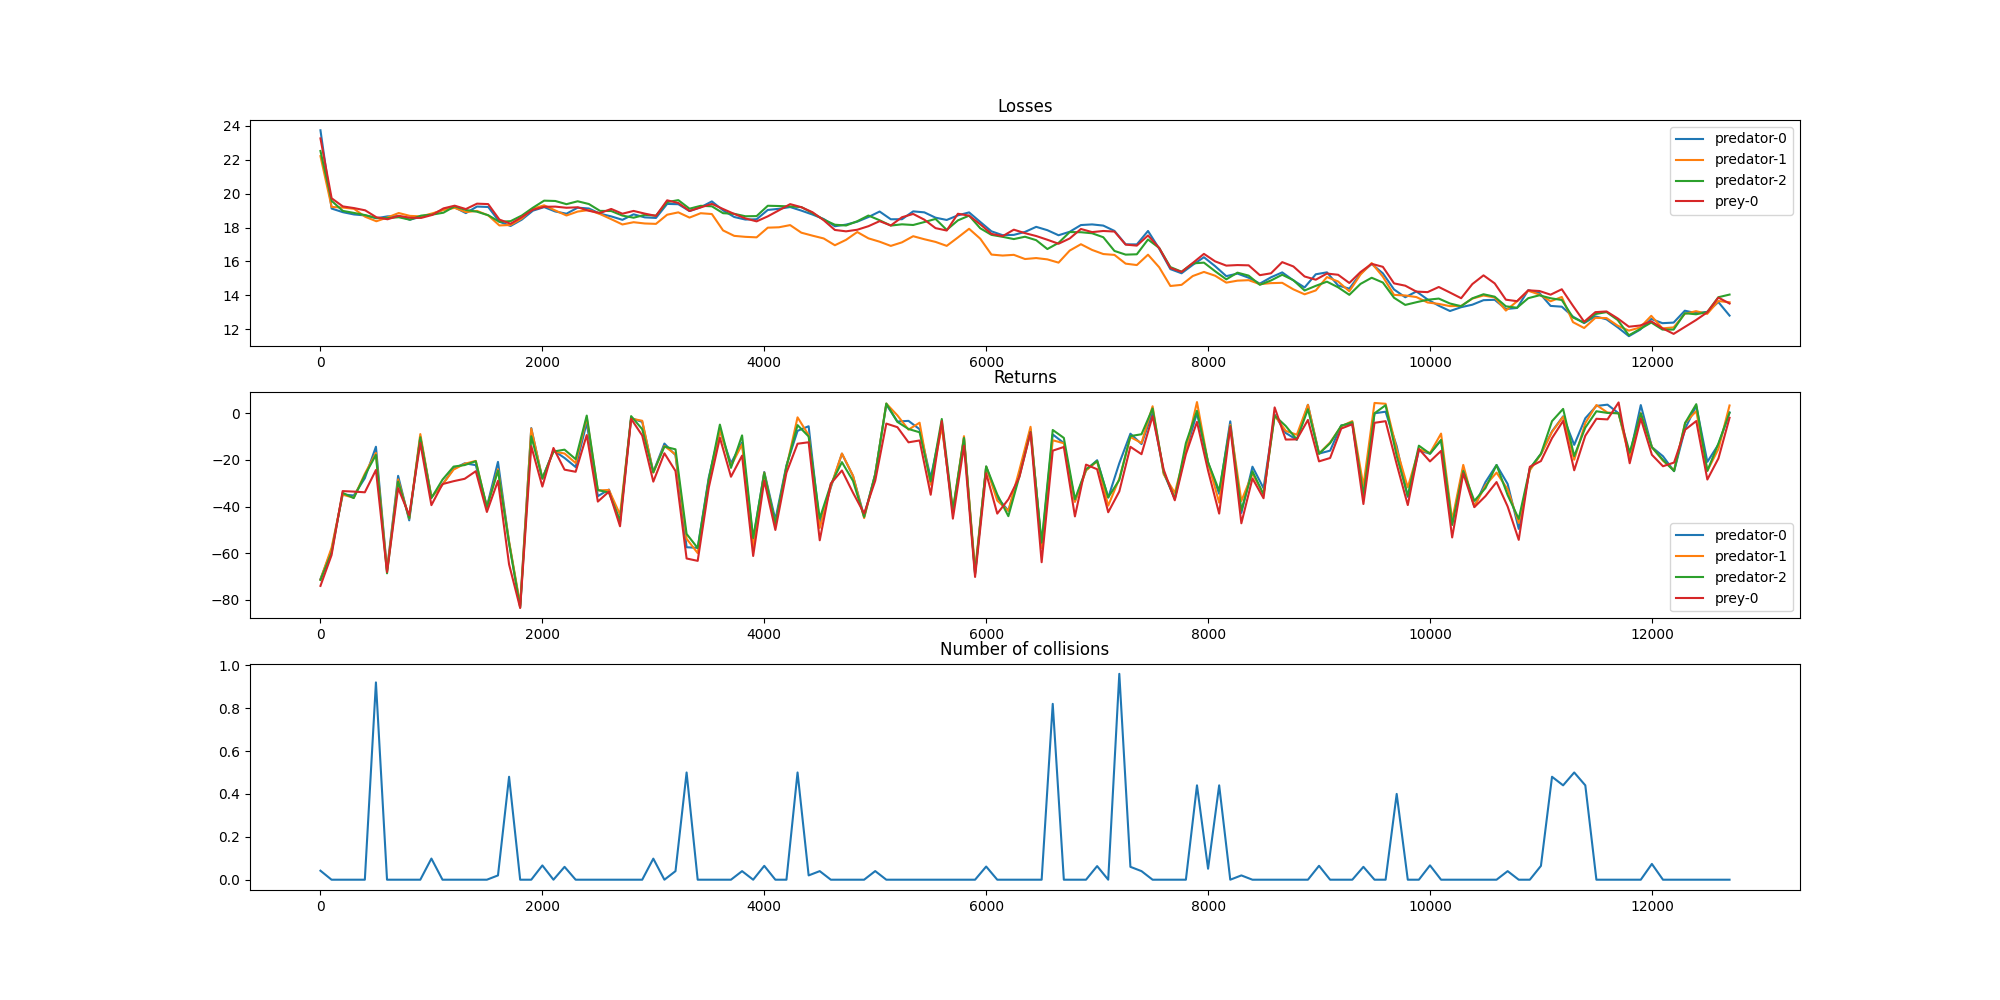 Losses
24
22
20
18
16
14
12
predator-0
predator-1
predator-2
prey-0
0 2000 4000 6000 8000 10000 12000
Returns
0
−20
−40
−60
−80
predator-0
predator-1
predator-2
prey-0
0 2000 4000 6000 8000 10000 12000
Number of collisions
1.0
0.8
0.6
0.4
0.2
0.0
0 2000 4000 6000 8000 10000 12000